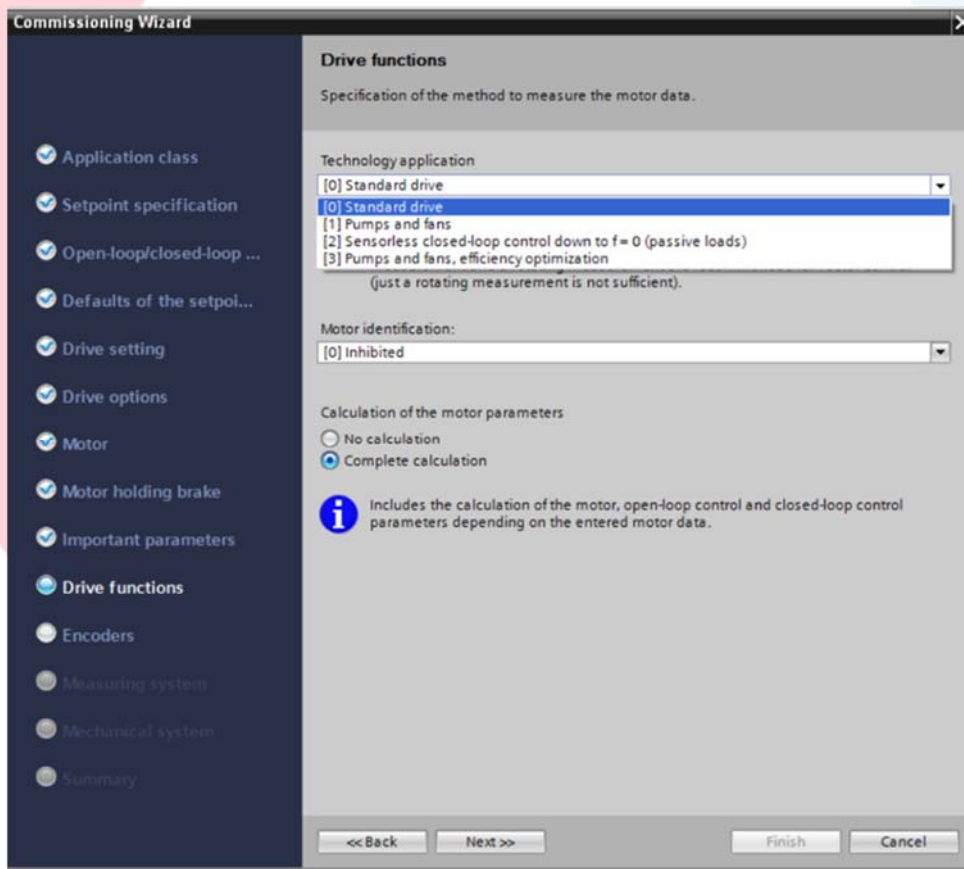 Commissioning Wizard
Drive functions
Specification of the method to measure the motor data.
Application class
Setpoint specification
Open-loop/closed-loop ...
Defaults of the setpoi...
Drive setting
Drive options
Motor
Motor holding brake
Important parameters
Drive functions
Encoders
Measuring system
Mechanical system
Summary
Technology application
[0] Standard drive
[0] Standard drive
[1] Pumps and fans
[2] Sensorless closed-loop control down to f = 0 (passive loads)
[3] Pumps and fans, efficiency optimization
(just a rotating measurement is not sufficient).
Motor identification:
[0] Inhibited
Calculation of the motor parameters
No calculation
Complete calculation
i
Includes the calculation of the motor, open-loop control and closed-loop control
parameters depending on the entered motor data.
<< Back
Next >>
Finish
Cancel